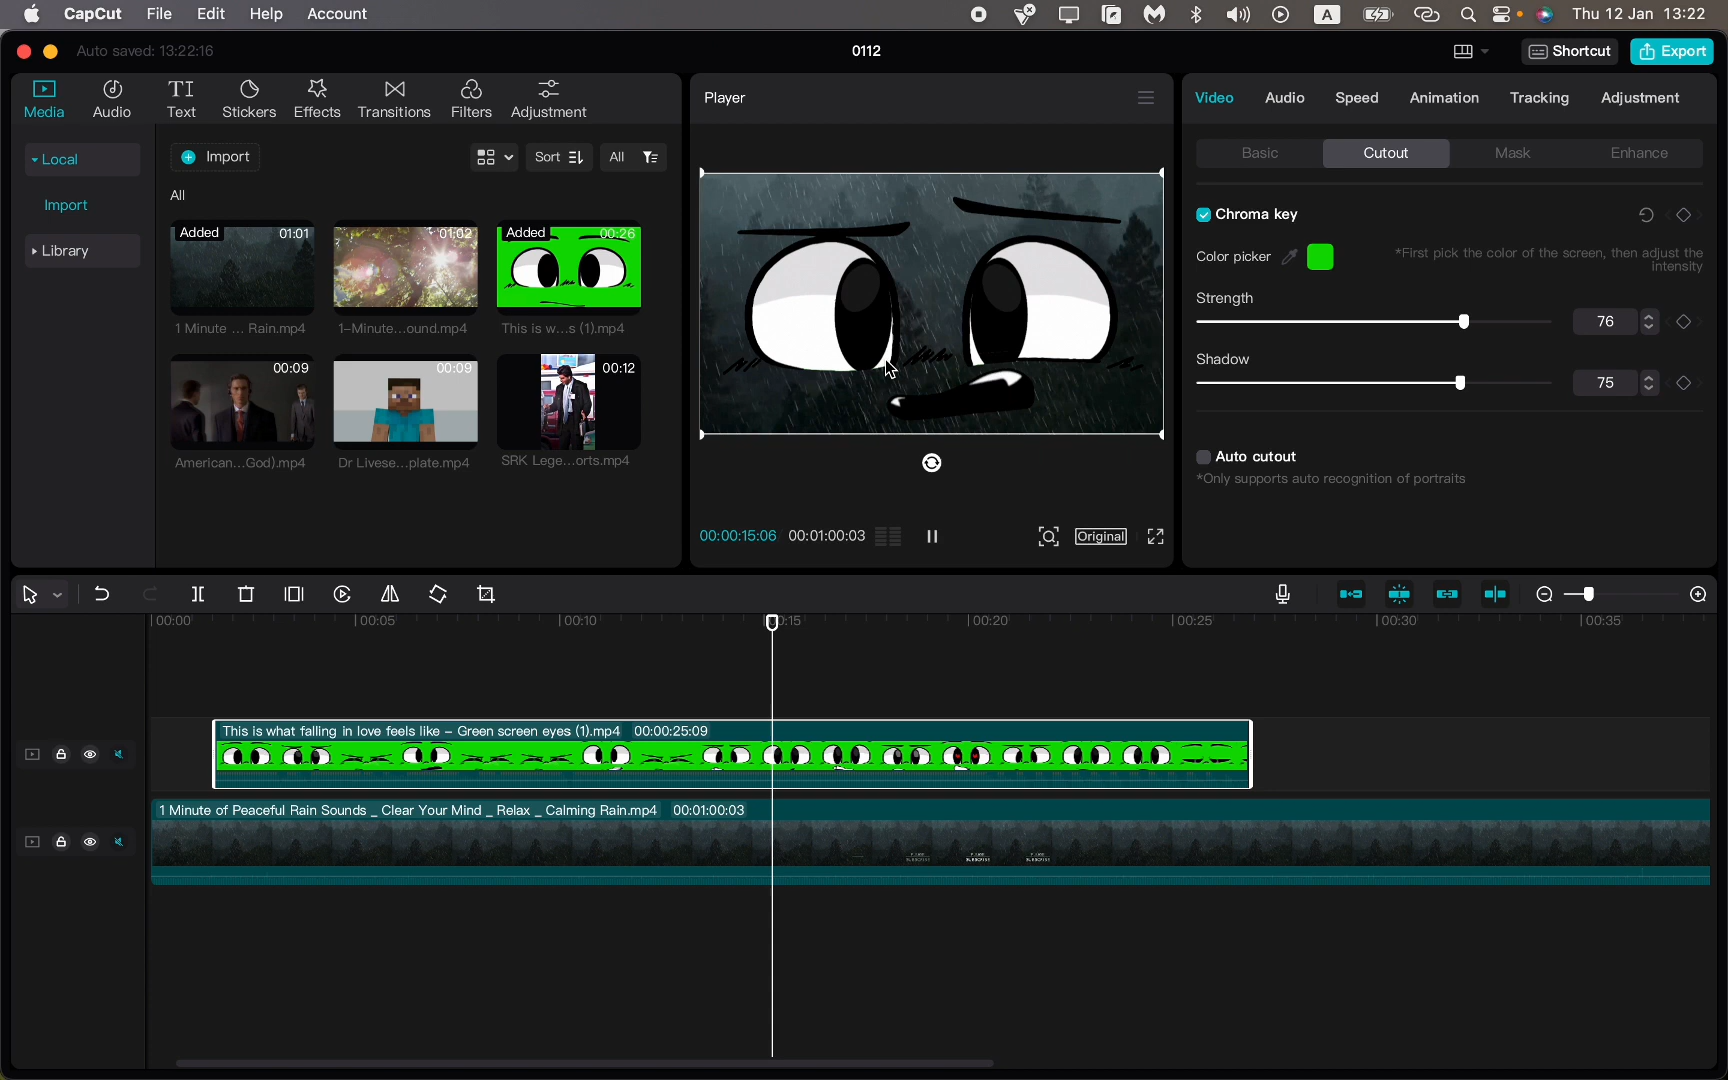 CapCut File Edit Help Account A Thu 12 Jan 13:22
Auto saved: 13:22:16 0112 Shortcut Export
Media Audio Text Stickers Effects Transitions Filters Adjustment
Player
Video Audio Speed Animation Tracking Adjustment
Local
Import
Library
Import Sort All
All
Added 01:01 01:02 Added 00:26
1 Minute ... Rain.mp4 1-Minute...ound.mp4 This is w...s (1).mp4
00:09 00:09 00:12
American...God).mp4 Dr Livese...plate.mp4 SRK Lege...orts.mp4
00:00:15:06 00:01:00:03 Original
Basic Cutout Mask Enhance
Chroma key
Color picker *First pick the color of the screen, then adjust the
intensity
Strength
76
Shadow
75
Auto cutout
*Only supports auto recognition of portraits
00:00 00:05 00:10 00:15 00:20 00:25 00:30 00:35
This is what falling in love feels like – Green screen eyes (1).mp4 00:00:25:09
1 Minute of Peaceful Rain Sounds _ Clear Your Mind _ Relax _ Calming Rain.mp4 00:01:00:03